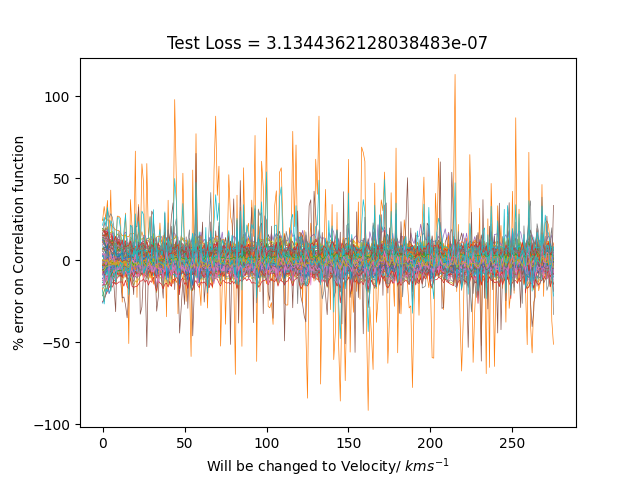 Test Loss = 3.1344362128038483e-07
% error on Correlation function
100
50
0
−50
−100
0 50 100 150 200 250
Will be changed to Velocity/ kms⁻¹